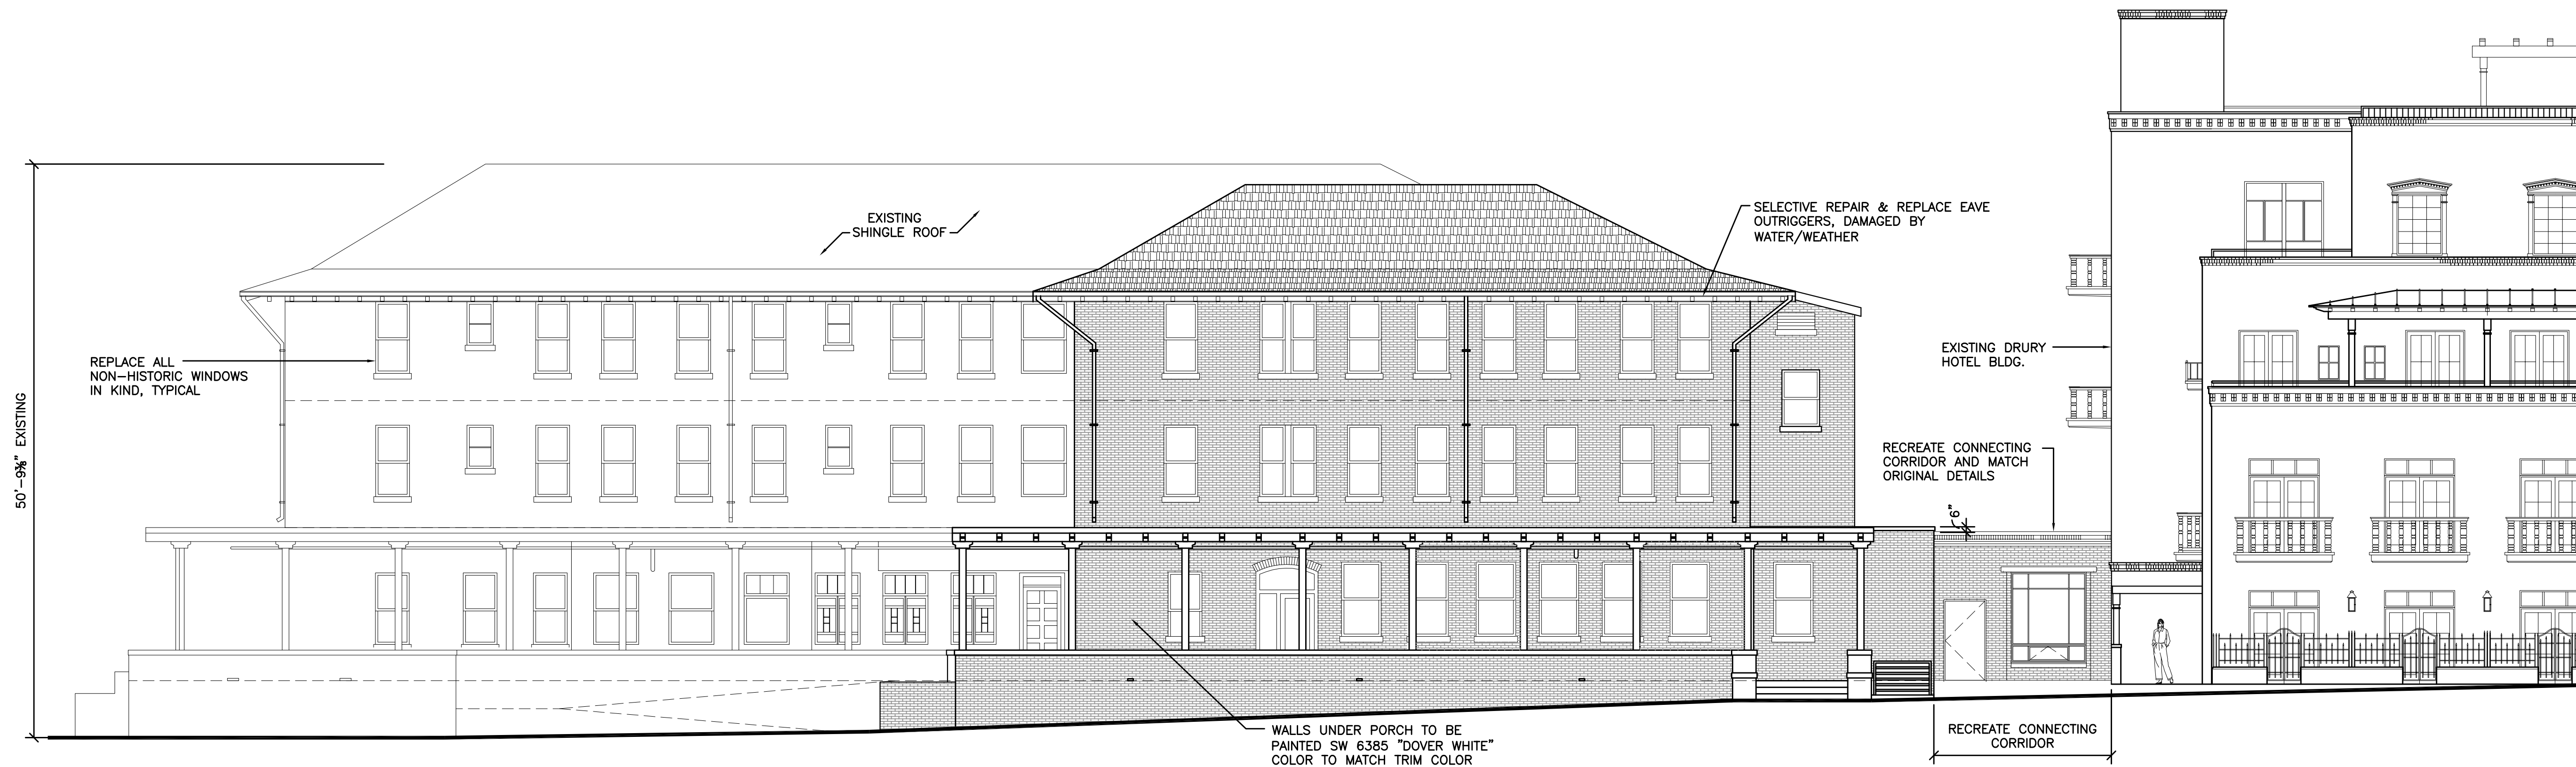 EXISTING
SHINGLE ROOF
SELECTIVE REPAIR & REPLACE EAVE
OUTRIGGERS, DAMAGED BY
WATER/WEATHER
REPLACE ALL
NON-HISTORIC WINDOWS
IN KIND, TYPICAL
EXISTING DRURY
HOTEL BLDG.
50'-9⅜" EXISTING
RECREATE CONNECTING
CORRIDOR AND MATCH
ORIGINAL DETAILS
6"
WALLS UNDER PORCH TO BE
PAINTED SW 6385 "DOVER WHITE"
COLOR TO MATCH TRIM COLOR
RECREATE CONNECTING
CORRIDOR